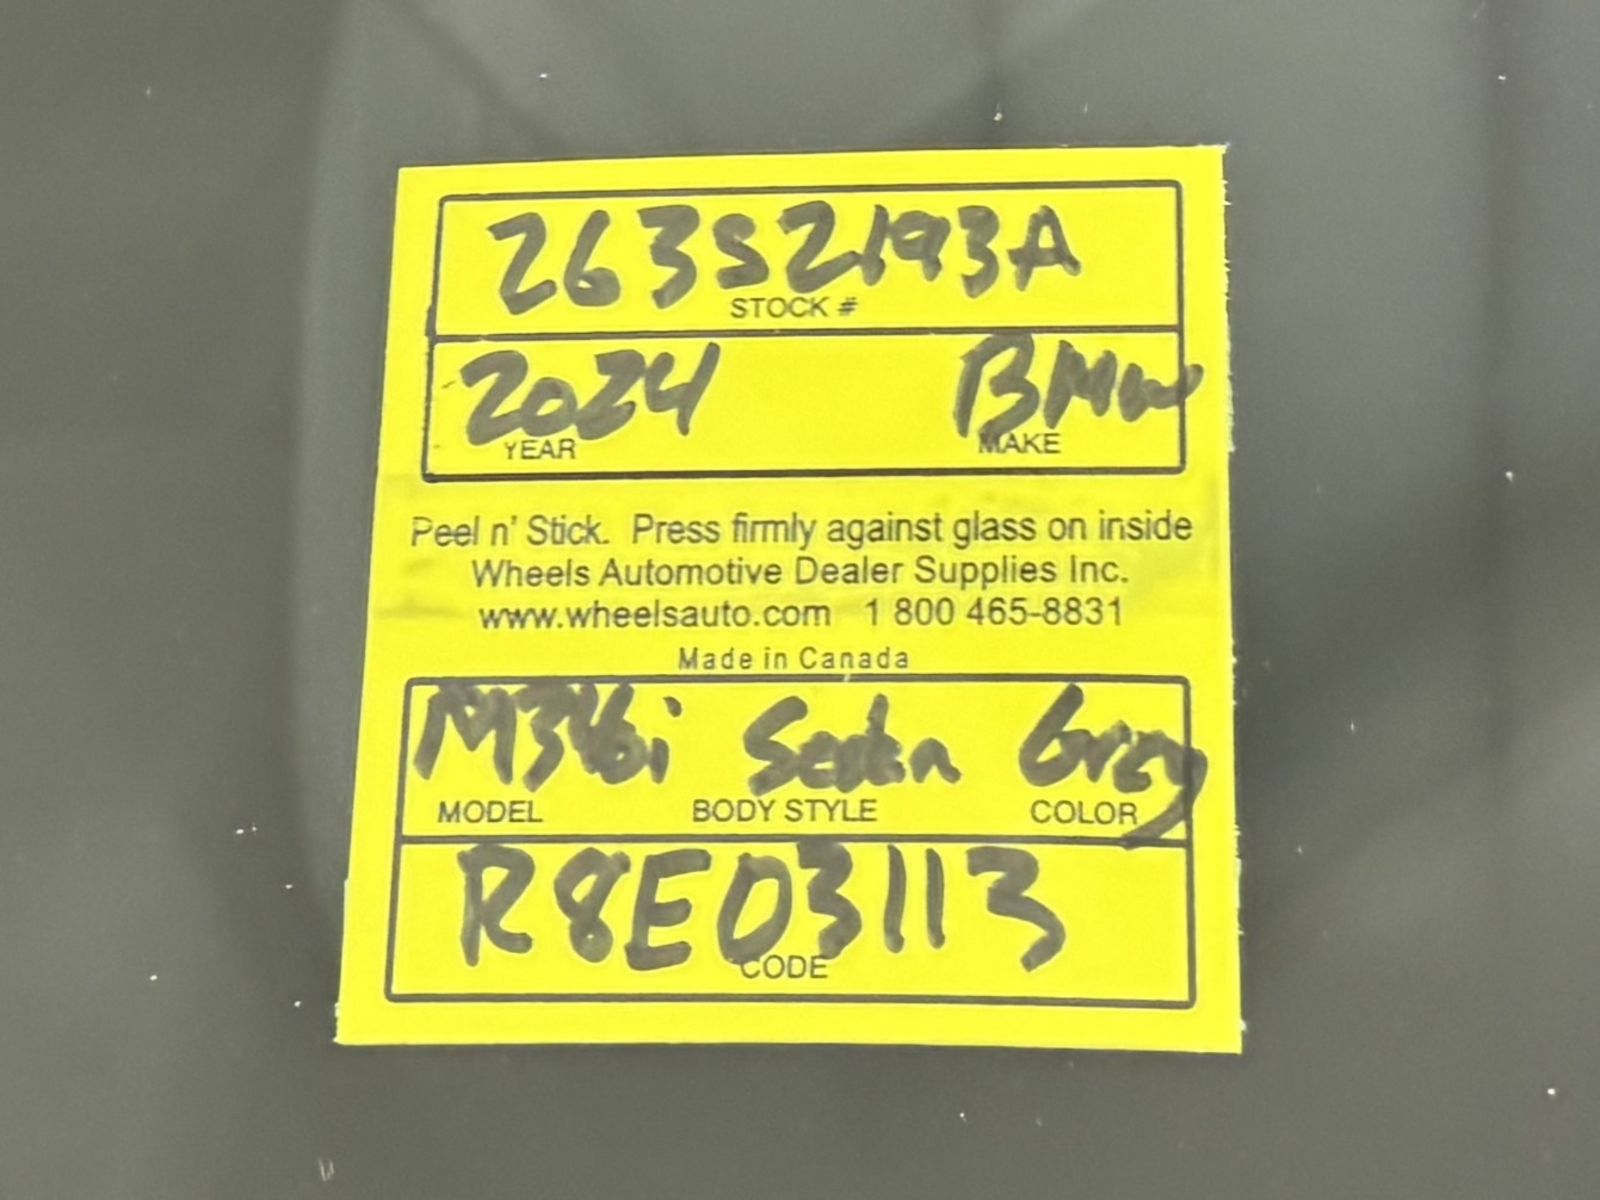 263S2193A
STOCK #
2024 BMW
YEAR MAKE
Peel n' Stick. Press firmly against glass on inside
Wheels Automotive Dealer Supplies Inc.
www.wheelsauto.com 1 800 465-8831
Made in Canada
M340i Sedan Grey
MODEL BODY STYLE COLOR
R8E03113
CODE